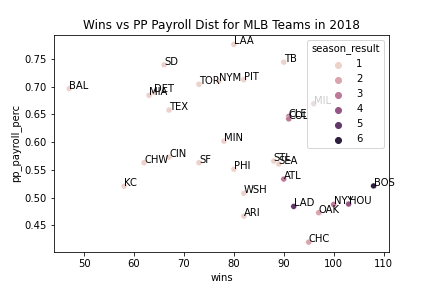 Wins vs PP Payroll Dist for MLB Teams in 2018
pp_payroll_perc
0.75
0.70
0.65
0.60
0.55
0.50
0.45
season_result
1
2
3
4
5
6
LAA
TB
SD
BAL
TOR
NYM
PIT
DET
MIA
MIL
TEX
CLE
COL
MIN
CIN
CHW
SF
STL
SEA
PHI
ATL
KC
BOS
WSH
LAD
NYY
HOU
ARI
OAK
CHC
50
60
70
80
90
100
110
wins